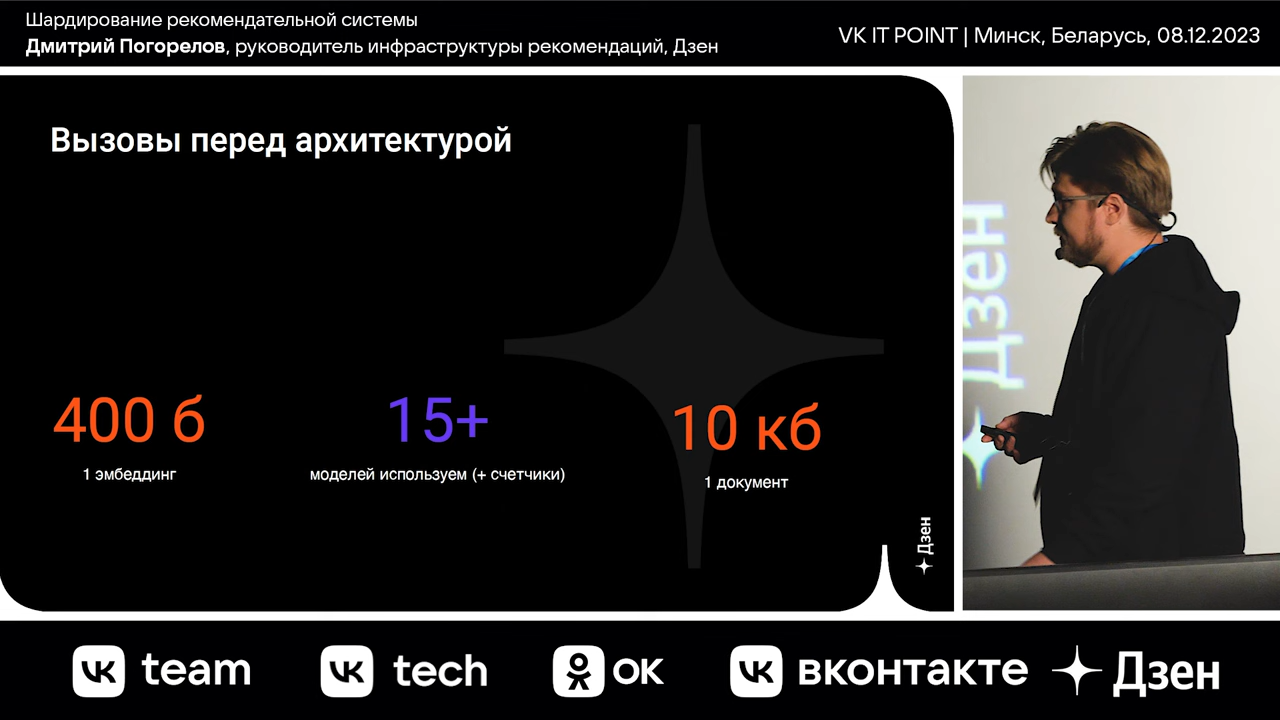 Шардирование рекомендательной системы
Дмитрий Погорелов, руководитель инфраструктуры рекомендаций, Дзен
VK IT POINT | Минск, Беларусь, 08.12.2023
Вызовы перед архитектурой
400 б
1 эмбеддинг
15+
моделей используем (+ счетчики)
10 кб
1 документ
Дзен
Дзен
team
tech
ОК
ВКОНТАКТЕ
Дзен